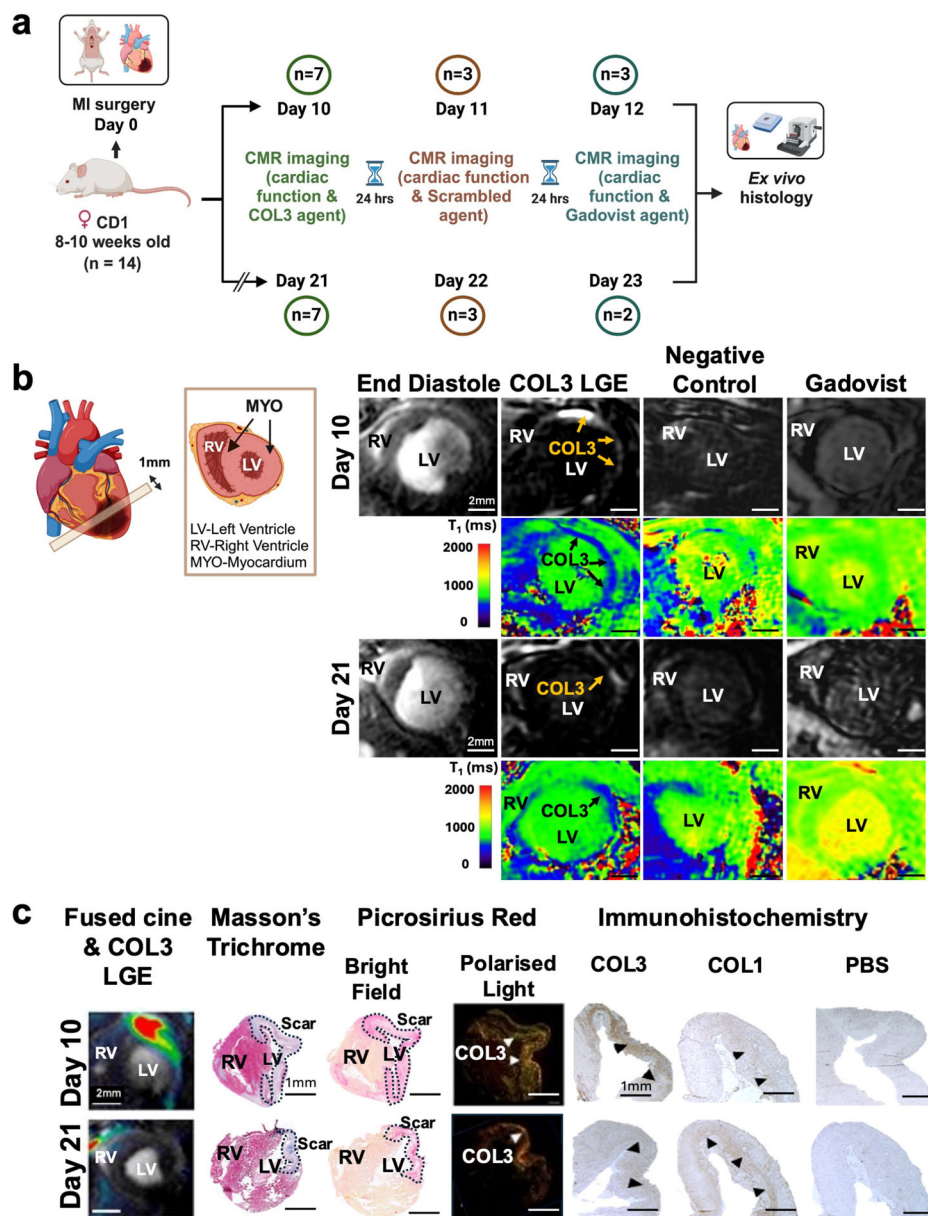 a
MI surgery
Day 0
♀ CD1
8-10 weeks old
(n = 14)
n=7
n=3
n=3
Day 10
Day 11
Day 12
CMR imaging
(cardiac
function &
COL3 agent)
24 hrs
CMR imaging
(cardiac function
& Scrambled
agent)
24 hrs
CMR imaging
(cardiac
function &
Gadovist agent)
Ex vivo
histology
Day 21
Day 22
Day 23
n=7
n=3
n=2
b
1mm
MYO
RV
LV
LV-Left Ventricle
RV-Right Ventricle
MYO-Myocardium
End Diastole
COL3 LGE
Negative
Control
Gadovist
Day 10
RV
LV
2mm
RV
COL3
LV
RV
LV
RV
LV
T1 (ms)
2000
1000
0
RV
COL3
LV
RV
LV
RV
LV
Day 21
RV
LV
2mm
RV
COL3
LV
RV
LV
RV
LV
T1 (ms)
2000
1000
0
RV
COL3
LV
RV
LV
RV
LV
c
Fused cine
& COL3
LGE
Masson's
Trichrome
Picrosirius Red
Bright
Field
Polarised
Light
Immunohistochemistry
COL3
COL1
PBS
Day 10
RV
LV
2mm
Scar
RV
LV
1mm
Scar
RV
LV
COL3
1mm
Day 21
RV
LV
Scar
RV
LV
Scar
RV
LV
COL3